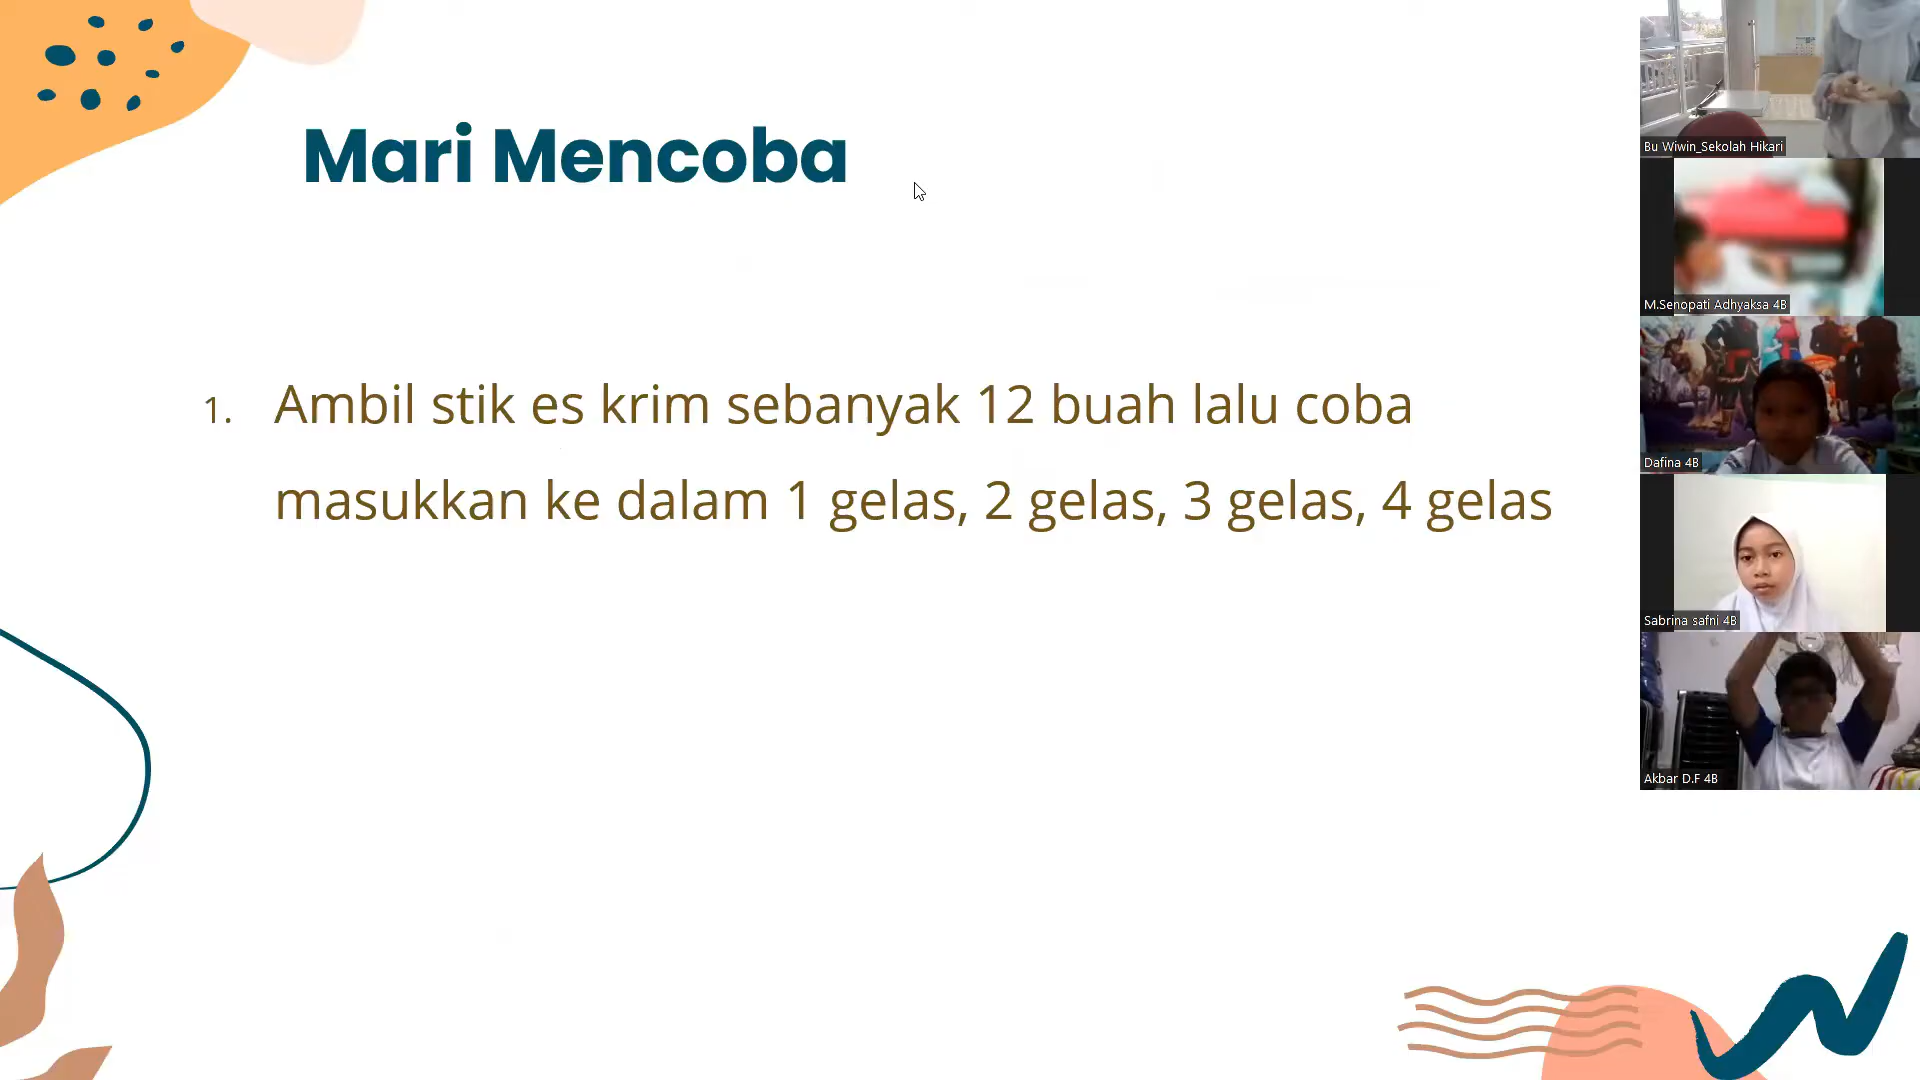 Mari Mencoba
1. Ambil stik es krim sebanyak 12 buah lalu coba
masukkan ke dalam 1 gelas, 2 gelas, 3 gelas, 4 gelas
Bu Wiwin_Sekolah Hikari
M.Senopati Adhyaksa 4B
Dafina 4B
Sabrina safni 4B
Akbar D.F 4B